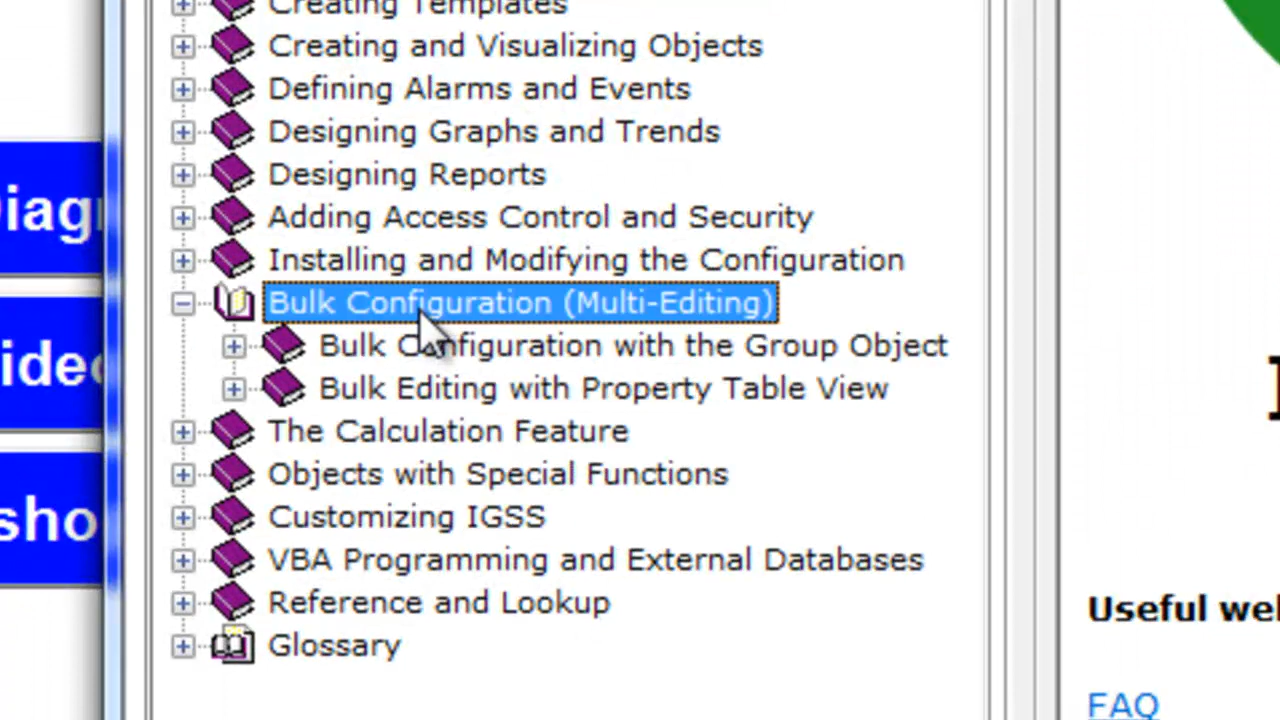 Creating Templates
Creating and Visualizing Objects
Defining Alarms and Events
Designing Graphs and Trends
Designing Reports
Adding Access Control and Security
Installing and Modifying the Configuration
Bulk Configuration (Multi-Editing)
Bulk Configuration with the Group Object
Bulk Editing with Property Table View
The Calculation Feature
Objects with Special Functions
Customizing IGSS
VBA Programming and External Databases
Reference and Lookup
Glossary
Useful
FAQ